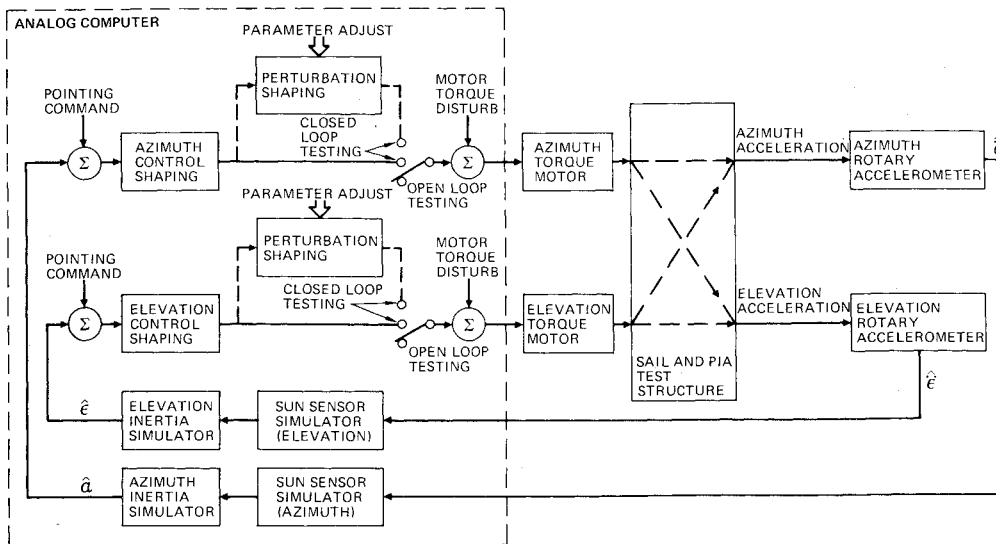 ANALOG COMPUTER
PARAMETER ADJUST
PERTURBATION
SHAPING
POINTING
COMMAND
CLOSED
LOOP
TESTING
MOTOR
TORQUE
DISTURB
Σ
AZIMUTH
CONTROL
SHAPING
Σ
OPEN LOOP
TESTING
AZIMUTH
TORQUE
MOTOR
AZIMUTH
ACCELERATION
AZIMUTH
ROTARY
ACCELEROMETER
PARAMETER ADJUST
PERTURBATION
SHAPING
POINTING
COMMAND
CLOSED LOOP
TESTING
MOTOR
TORQUE
DISTURB
Σ
ELEVATION
CONTROL
SHAPING
Σ
OPEN LOOP
TESTING
ELEVATION
TORQUE
MOTOR
ELEVATION
ACCELERATION
ELEVATION
ROTARY
ACCELEROMETER
SAIL AND PIA
TEST
STRUCTURE
ϵ̂
ELEVATION
INERTIA
SIMULATOR
SUN SENSOR
SIMULATOR
(ELEVATION)
ϵ̈̂
â
AZIMUTH
INERTIA
SIMULATOR
SUN SENSOR
SIMULATOR
(AZIMUTH)